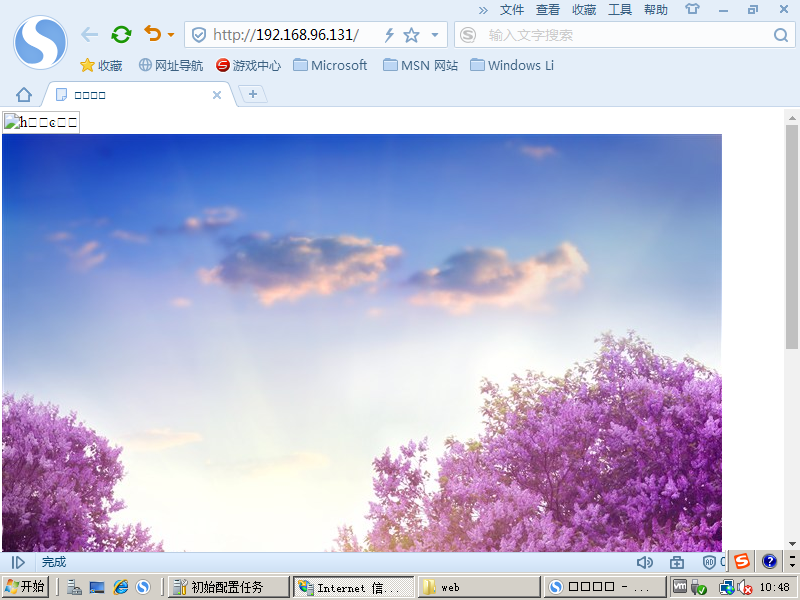 文件 查看 收藏 工具 帮助
http://192.168.96.131/
输入文字搜索
收藏 网址导航 游戏中心 Microsoft MSN 网站 Windows Li
完成
开始 初始配置任务 Internet 信... web - ... 10:48